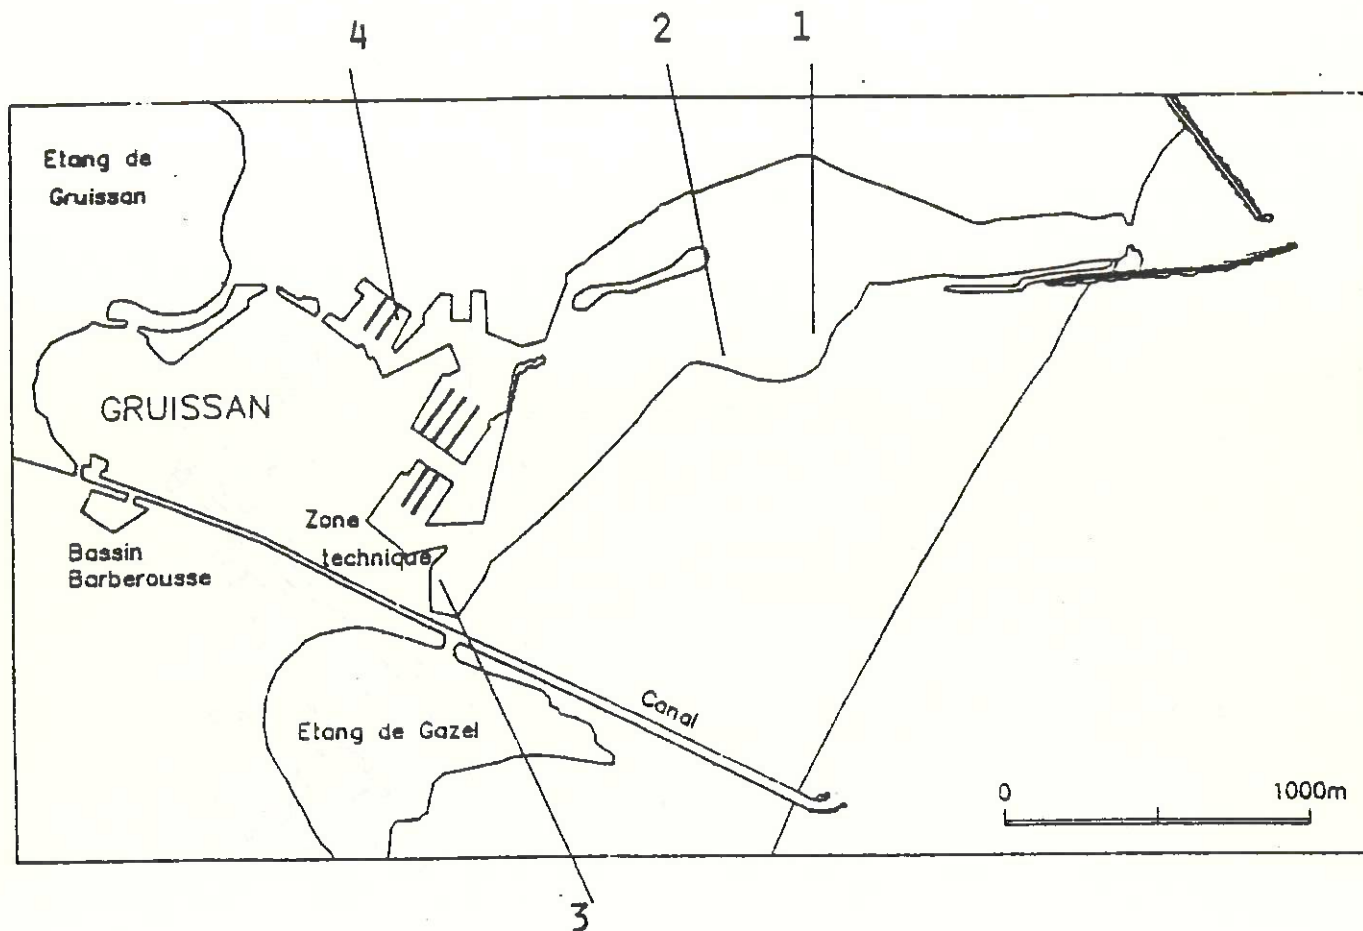 4 2 1
Etang de
Gruissan
GRUISSAN
Zone
technique
Bassin
Barberousse
Canal
Etang de Gazel
0 1000m
3